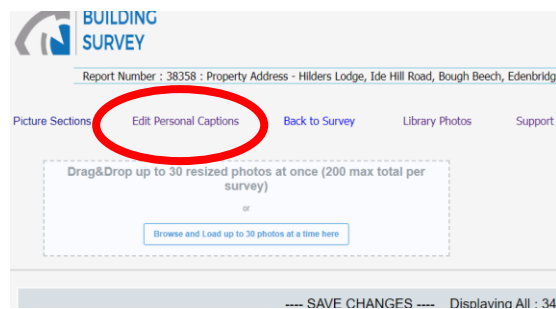 BUILDING
SURVEY
Report Number : 38358 : Property Address - Hilders Lodge, Ide Hill Road, Bough Beech, Edenbridg
Picture Sections Edit Personal Captions Back to Survey Library Photos Support
Drag&Drop up to 30 resized photos at once (200 max total per
survey)
or
Browse and Load up to 30 photos at a time here
---- SAVE CHANGES ---- Displaying All : 34